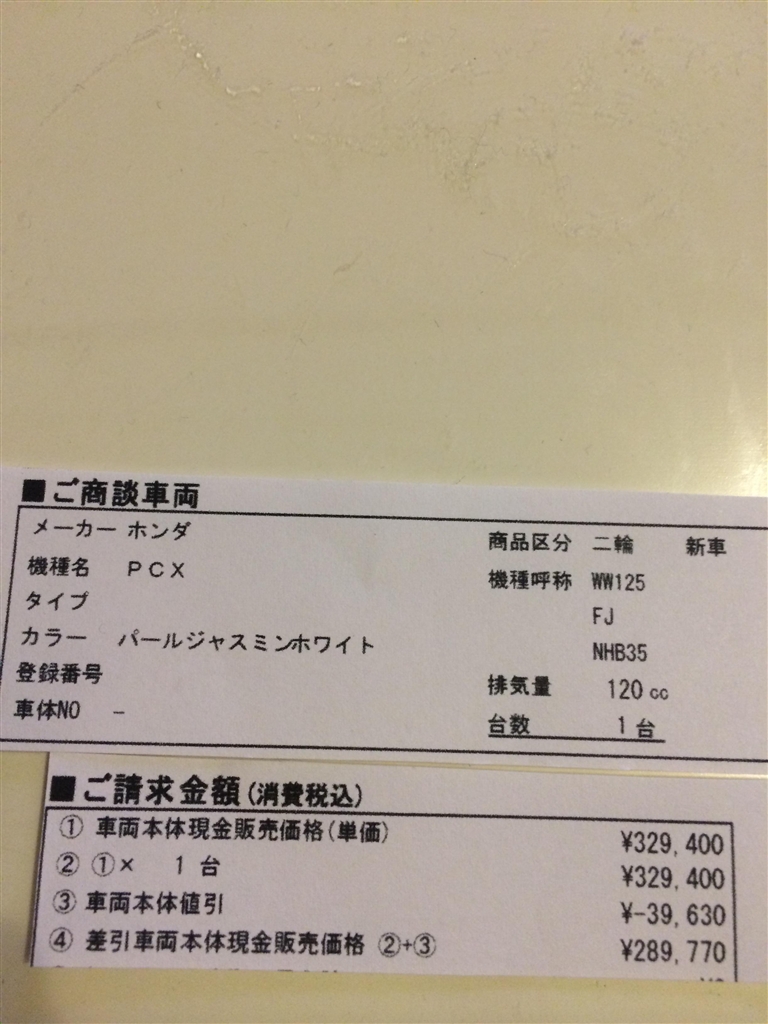 ■ご商談車両
メーカー ホンダ 商品区分 二輪 新車
機種名 PCX 機種呼称 WW125
タイプ FJ
カラー パールジャスミンホワイト NHB35
登録番号 排気量 120 cc
車体NO - 台数 1 台
■ご請求金額(消費税込)
① 車両本体現金販売価格(単価) ¥329,400
② ①× 1 台 ¥329,400
③ 車両本体値引 ¥-39,630
④ 差引車両本体現金販売価格 ②+③ ¥289,770